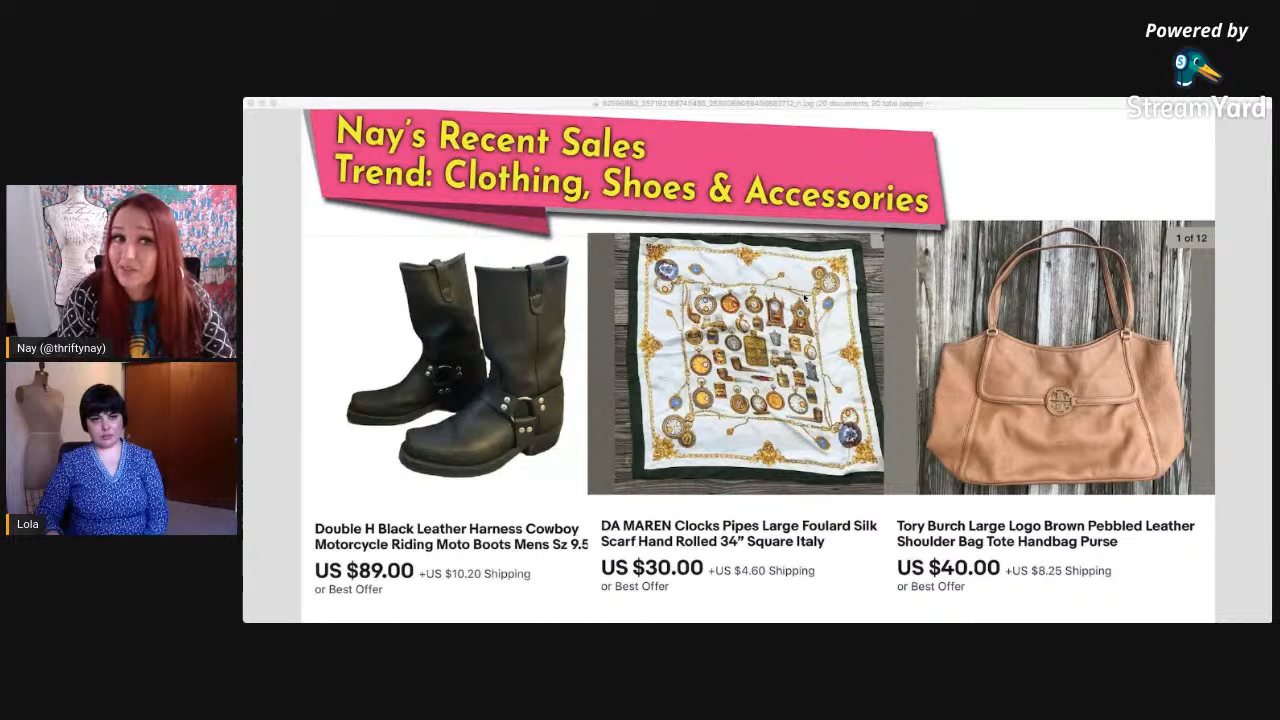 Powered by
StreamYard
Nay's Recent Sales
Trend: Clothing, Shoes & Accessories
1 of 12
Nay (@thriftynay)
Lola
Double H Black Leather Harness Cowboy
Motorcycle Riding Moto Boots Mens Sz 9.5
US $89.00 +US $10.20 Shipping
or Best Offer
DA MAREN Clocks Pipes Large Foulard Silk
Scarf Hand Rolled 34” Square Italy
US $30.00 +US $4.60 Shipping
or Best Offer
Tory Burch Large Logo Brown Pebbled Leather
Shoulder Bag Tote Handbag Purse
US $40.00 +US $8.25 Shipping
or Best Offer